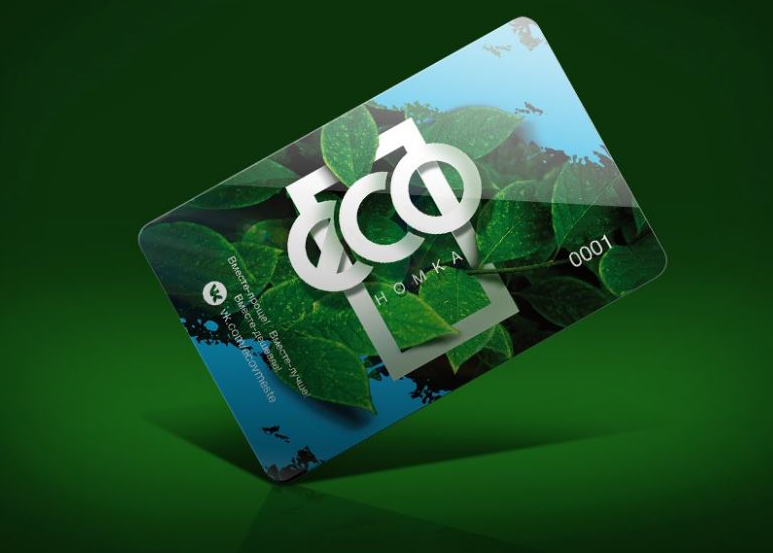 eco
НОМКА
0001
Вместе-проще! Вместе-лучше!
Вместе-дешевле!
vk.com/ecovmeste